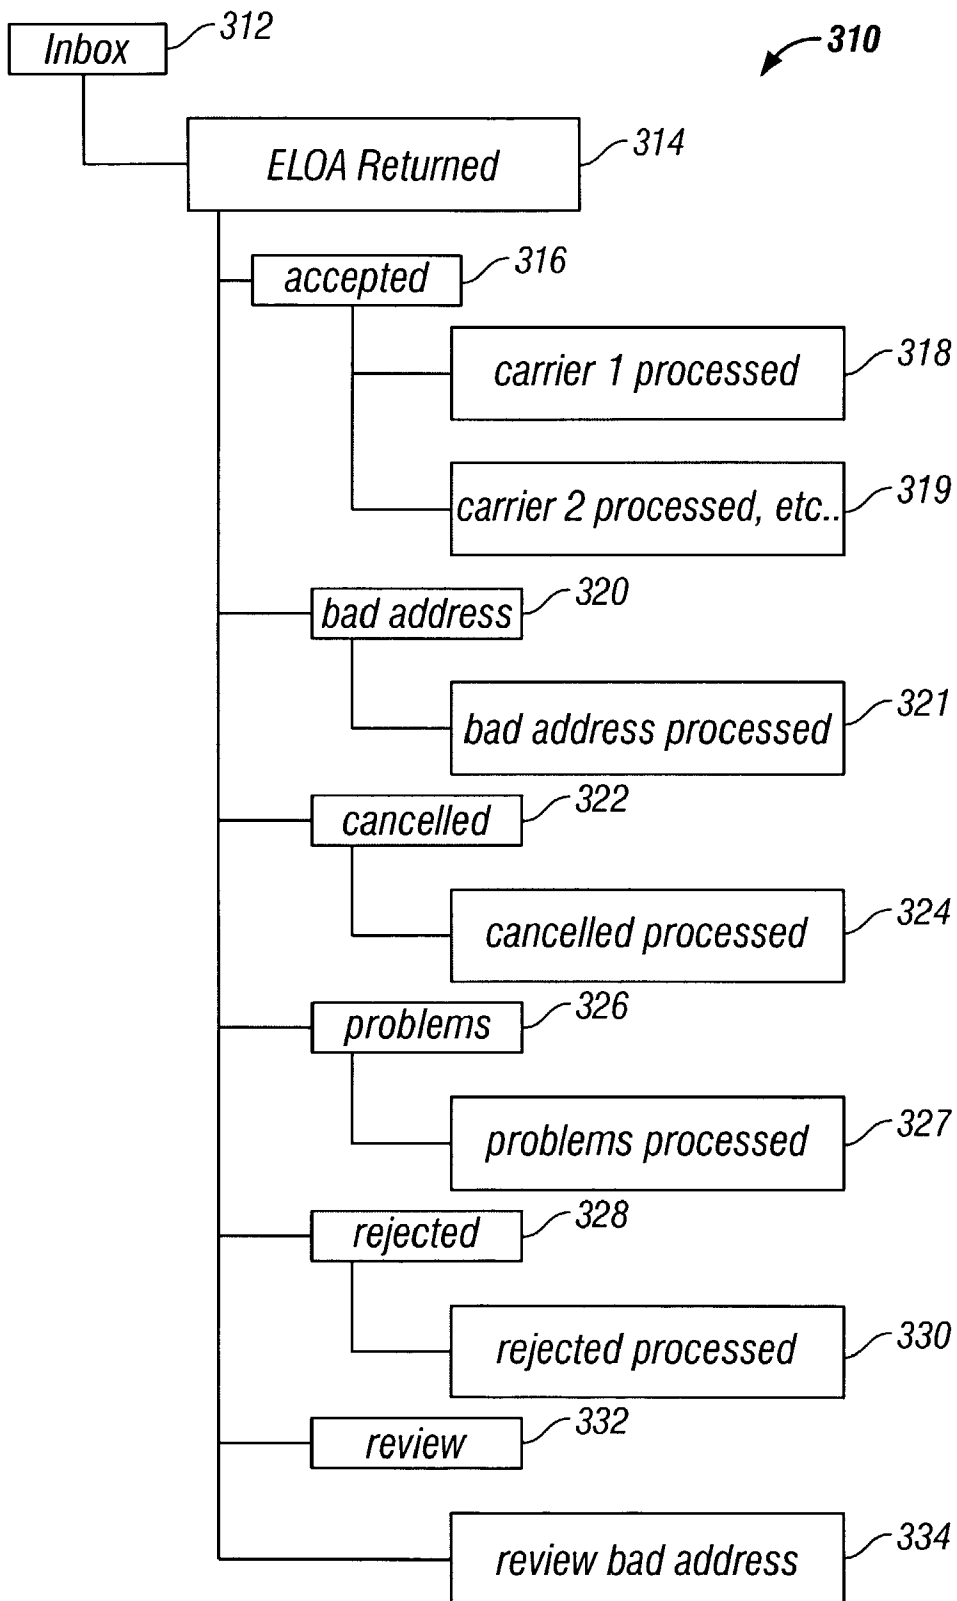 Inbox 312
310
ELOA Returned 314
accepted 316
carrier 1 processed 318
carrier 2 processed, etc.. 319
bad address 320
bad address processed 321
cancelled 322
cancelled processed 324
problems 326
problems processed 327
rejected 328
rejected processed 330
review 332
review bad address 334